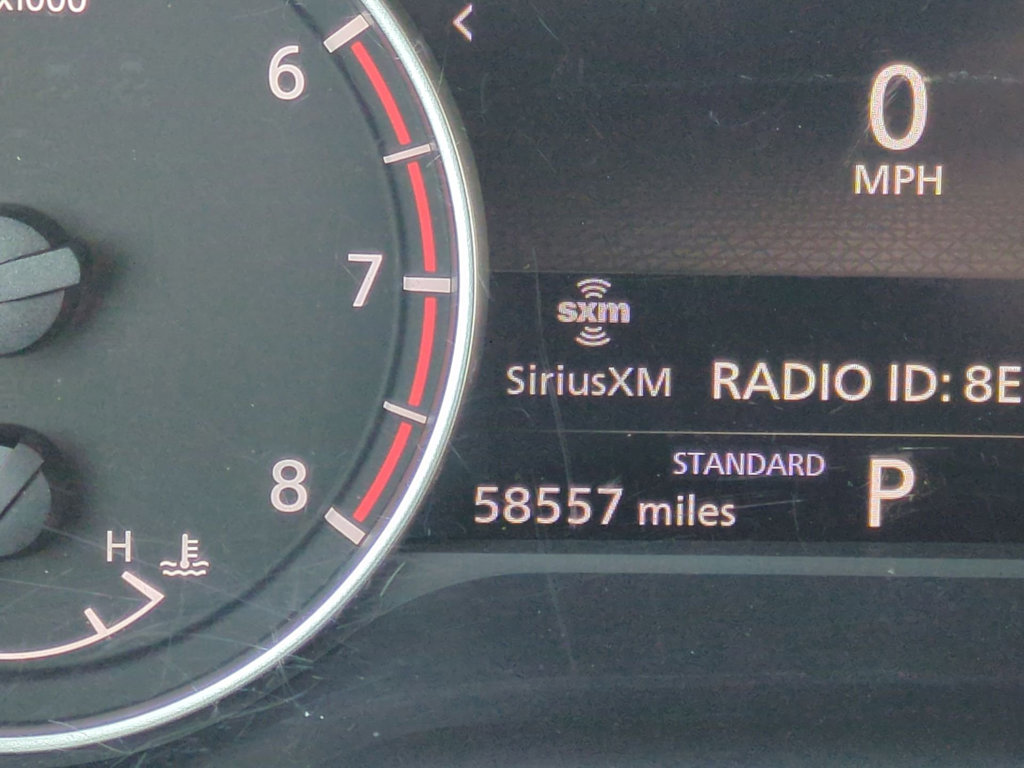 x1000
6
0
MPH
7
sxm
SiriusXM RADIO ID: 8E
STANDARD
8
58557 miles P
H